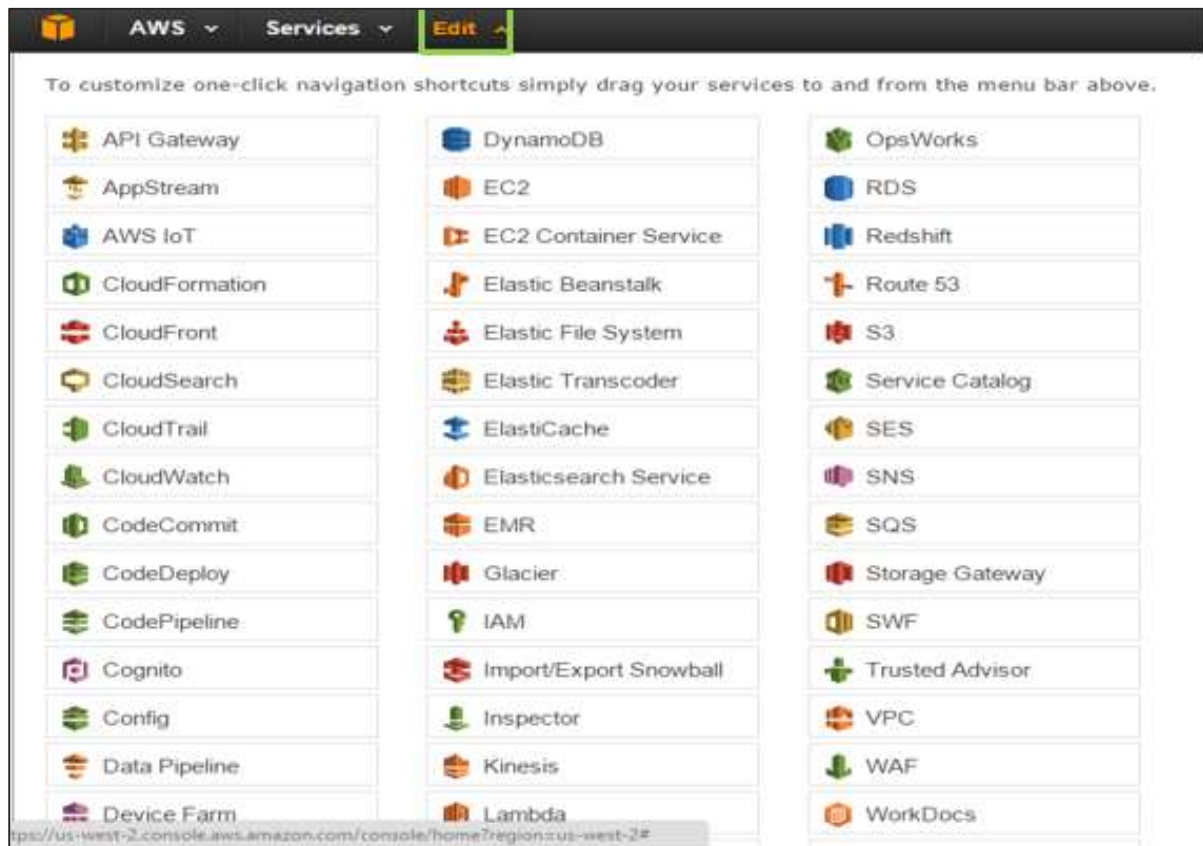 AWS Services Edit
To customize one-click navigation shortcuts simply drag your services to and from the menu bar above.
API Gateway DynamoDB OpsWorks
AppStream EC2 RDS
AWS IoT EC2 Container Service Redshift
CloudFormation Elastic Beanstalk Route 53
CloudFront Elastic File System S3
CloudSearch Elastic Transcoder Service Catalog
CloudTrail ElastiCache SES
CloudWatch Elasticsearch Service SNS
CodeCommit EMR SQS
CodeDeploy Glacier Storage Gateway
CodePipeline IAM SWF
Cognito Import/Export Snowball Trusted Advisor
Config Inspector VPC
Data Pipeline Kinesis WAF
Device Farm Lambda WorkDocs
tps://us-west-2.console.aws.amazon.com/console/home?region=us-west-2#